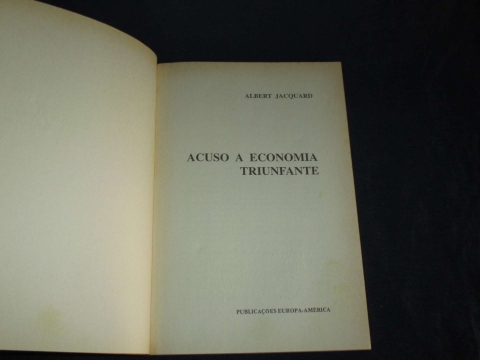 ALBERT JACQUARD
ACUSO A ECONOMIA
TRIUNFANTE
PUBLICAÇÕES EUROPA-AMÉRICA